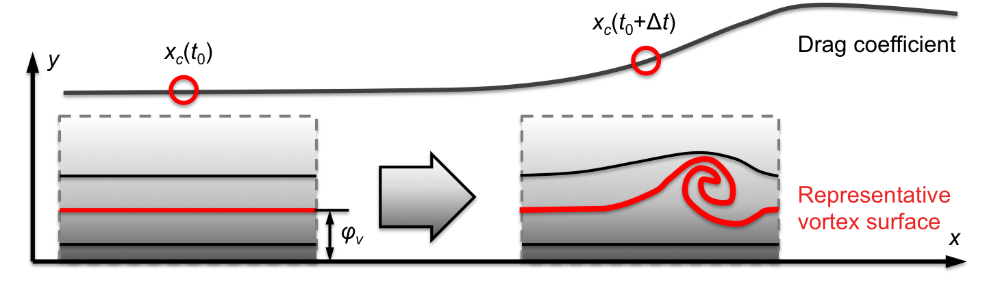 x_c(t_0+Δt)
x_c(t_0)
Drag coefficient
y
Representative
vortex surface
φ_v
x